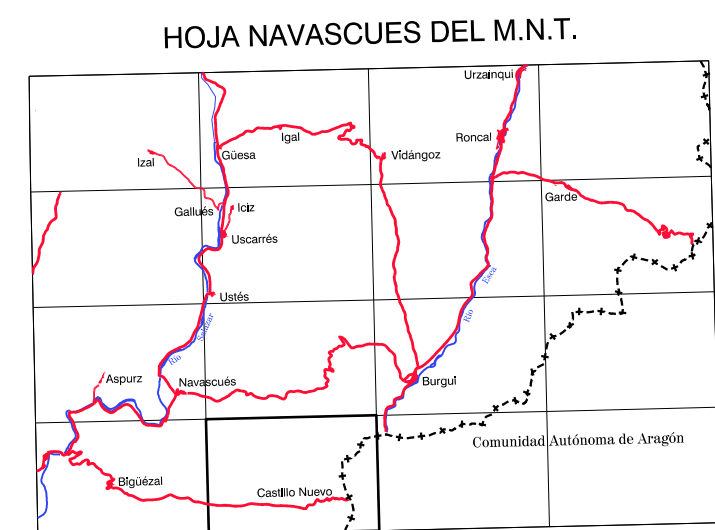 HOJA NAVASCUES DEL M.N.T.
Urzainqui
Roncal
Igal
Güesa
Vidángoz
Izal
Garde
Gallués
Iciz
Uscarrés
Esca
Ustés
Río
Salazar
Río
Aspurz
Navascués
Burgui
Comunidad Autónoma de Aragón
Bigüézal
Castillo Nuevo